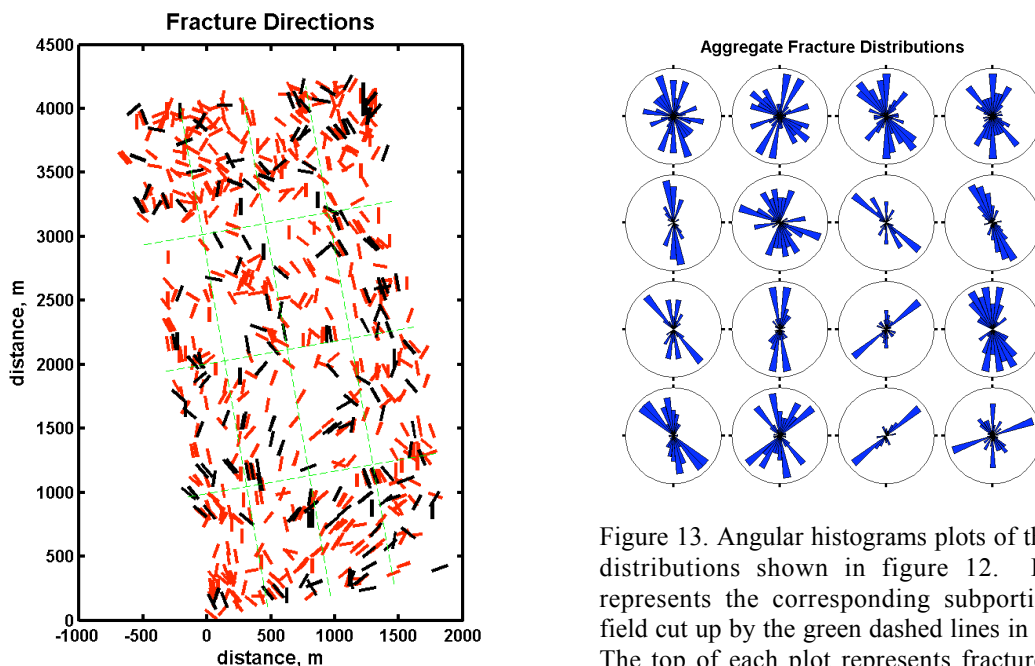 Fracture Directions
4500
4000
3500
3000
2500
2000
1500
1000
500
0
distance, m
-1000
-500
0
500
1000
1500
2000
distance, m
Aggregate Fracture Distributions
Figure 13. Angular histograms plots of th
distributions shown in figure 12.
represents the corresponding subporti
field cut up by the green dashed lines in
The top of each plot represents fracture